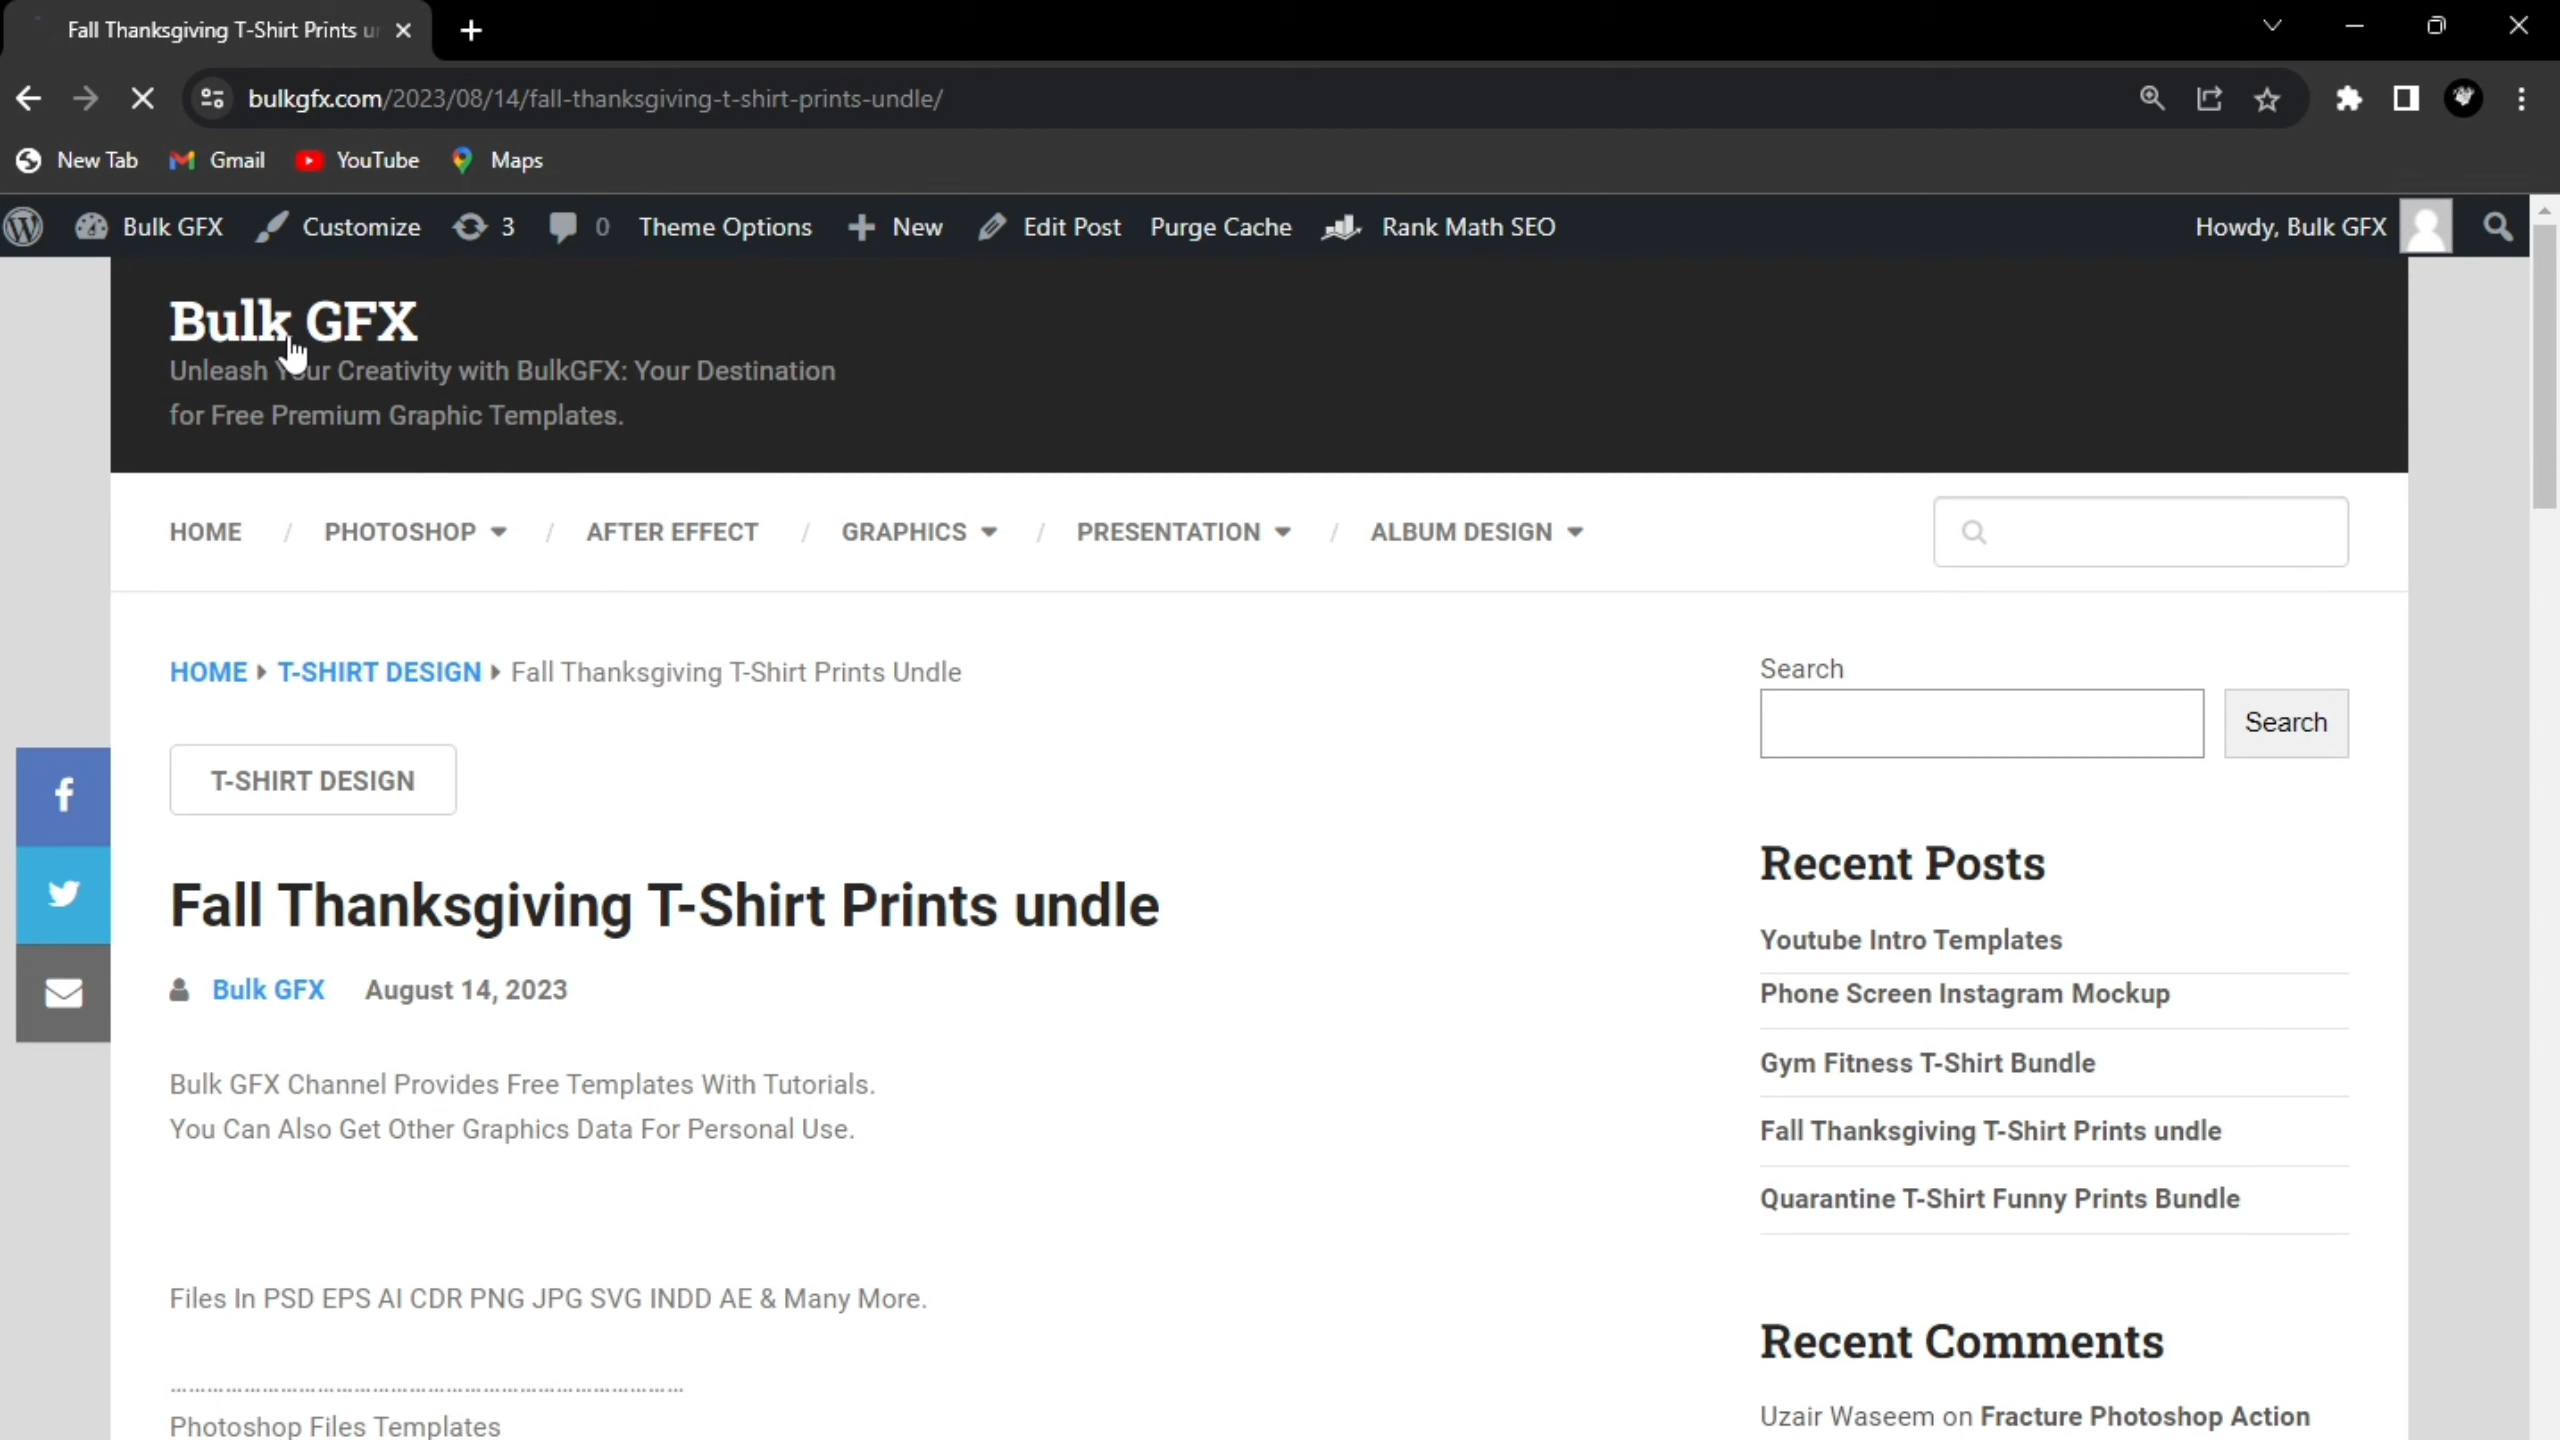 Fall Thanksgiving T-Shirt Prints u
bulkgfx.com/2023/08/14/fall-thanksgiving-t-shirt-prints-undle/
New Tab Gmail YouTube Maps
Bulk GFX Customize 3 0 Theme Options New Edit Post Purge Cache Rank Math SEO Howdy, Bulk GFX
Bulk GFX
Unleash Your Creativity with BulkGFX: Your Destination
for Free Premium Graphic Templates.
HOME / PHOTOSHOP / AFTER EFFECT / GRAPHICS / PRESENTATION / ALBUM DESIGN
HOME T-SHIRT DESIGN Fall Thanksgiving T-Shirt Prints Undle
T-SHIRT DESIGN
Fall Thanksgiving T-Shirt Prints undle
Bulk GFX August 14, 2023
Bulk GFX Channel Provides Free Templates With Tutorials.
You Can Also Get Other Graphics Data For Personal Use.
Files In PSD EPS AI CDR PNG JPG SVG INDD AE & Many More.
…………………………………………………………………………
Photoshop Files Templates
Search
Search
Recent Posts
Youtube Intro Templates
Phone Screen Instagram Mockup
Gym Fitness T-Shirt Bundle
Fall Thanksgiving T-Shirt Prints undle
Quarantine T-Shirt Funny Prints Bundle
Recent Comments
Uzair Waseem on Fracture Photoshop Action